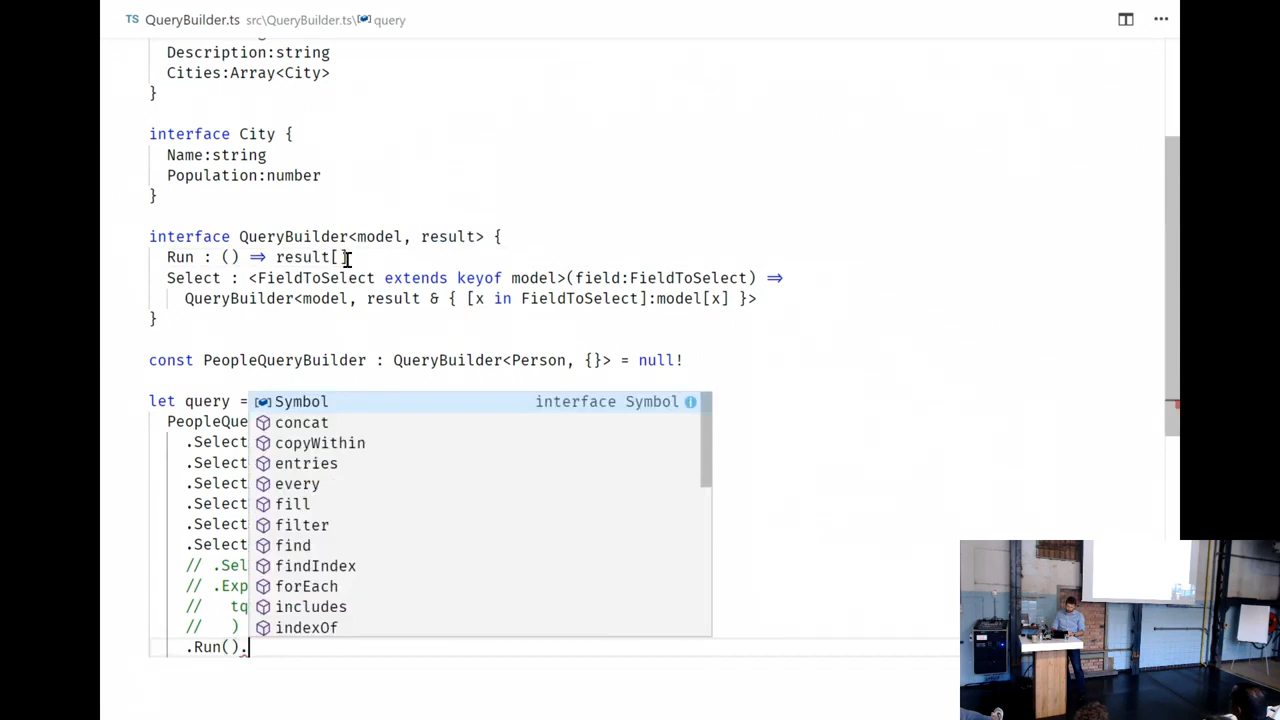 TS QueryBuilder.ts src\QueryBuilder.ts\ query
Description:string
Cities:Array<City>
}
interface City {
Name:string
Population:number
}
interface QueryBuilder<model, result> {
Run : () => result[]
Select : <FieldToSelect extends keyof model>(field:FieldToSelect) =>
QueryBuilder<model, result & { [x in FieldToSelect]:model[x] }>
}
const PeopleQueryBuilder : QueryBuilder<Person, {}> = null!
let query =
PeopleQue
.Select
.Select
.Select
.Select
.Select
.Select
// .Sel
// .Exp
// tq
// )
.Run().
Symbol interface Symbol
concat
copyWithin
entries
every
fill
filter
find
findIndex
forEach
includes
indexOf